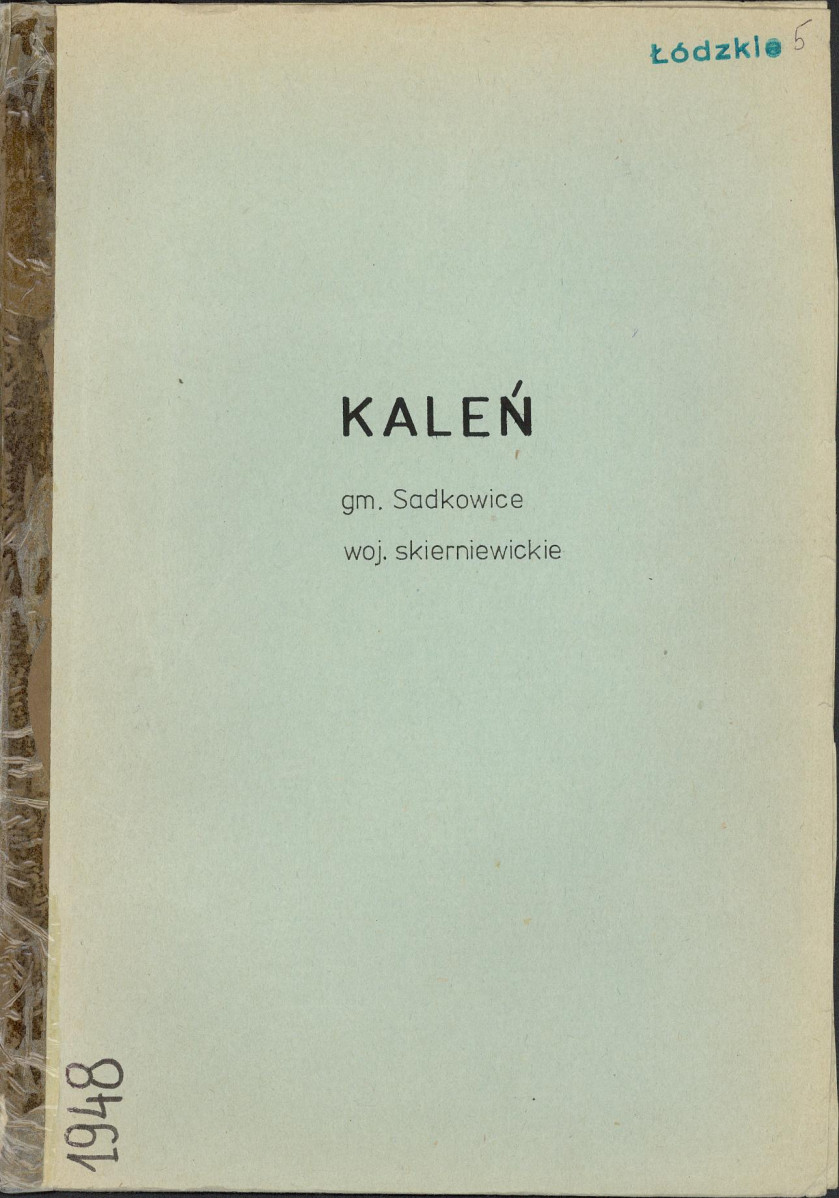 Łódzkie 5
KALEŃ
gm. Sadkowice
woj. skierniewickie
1948